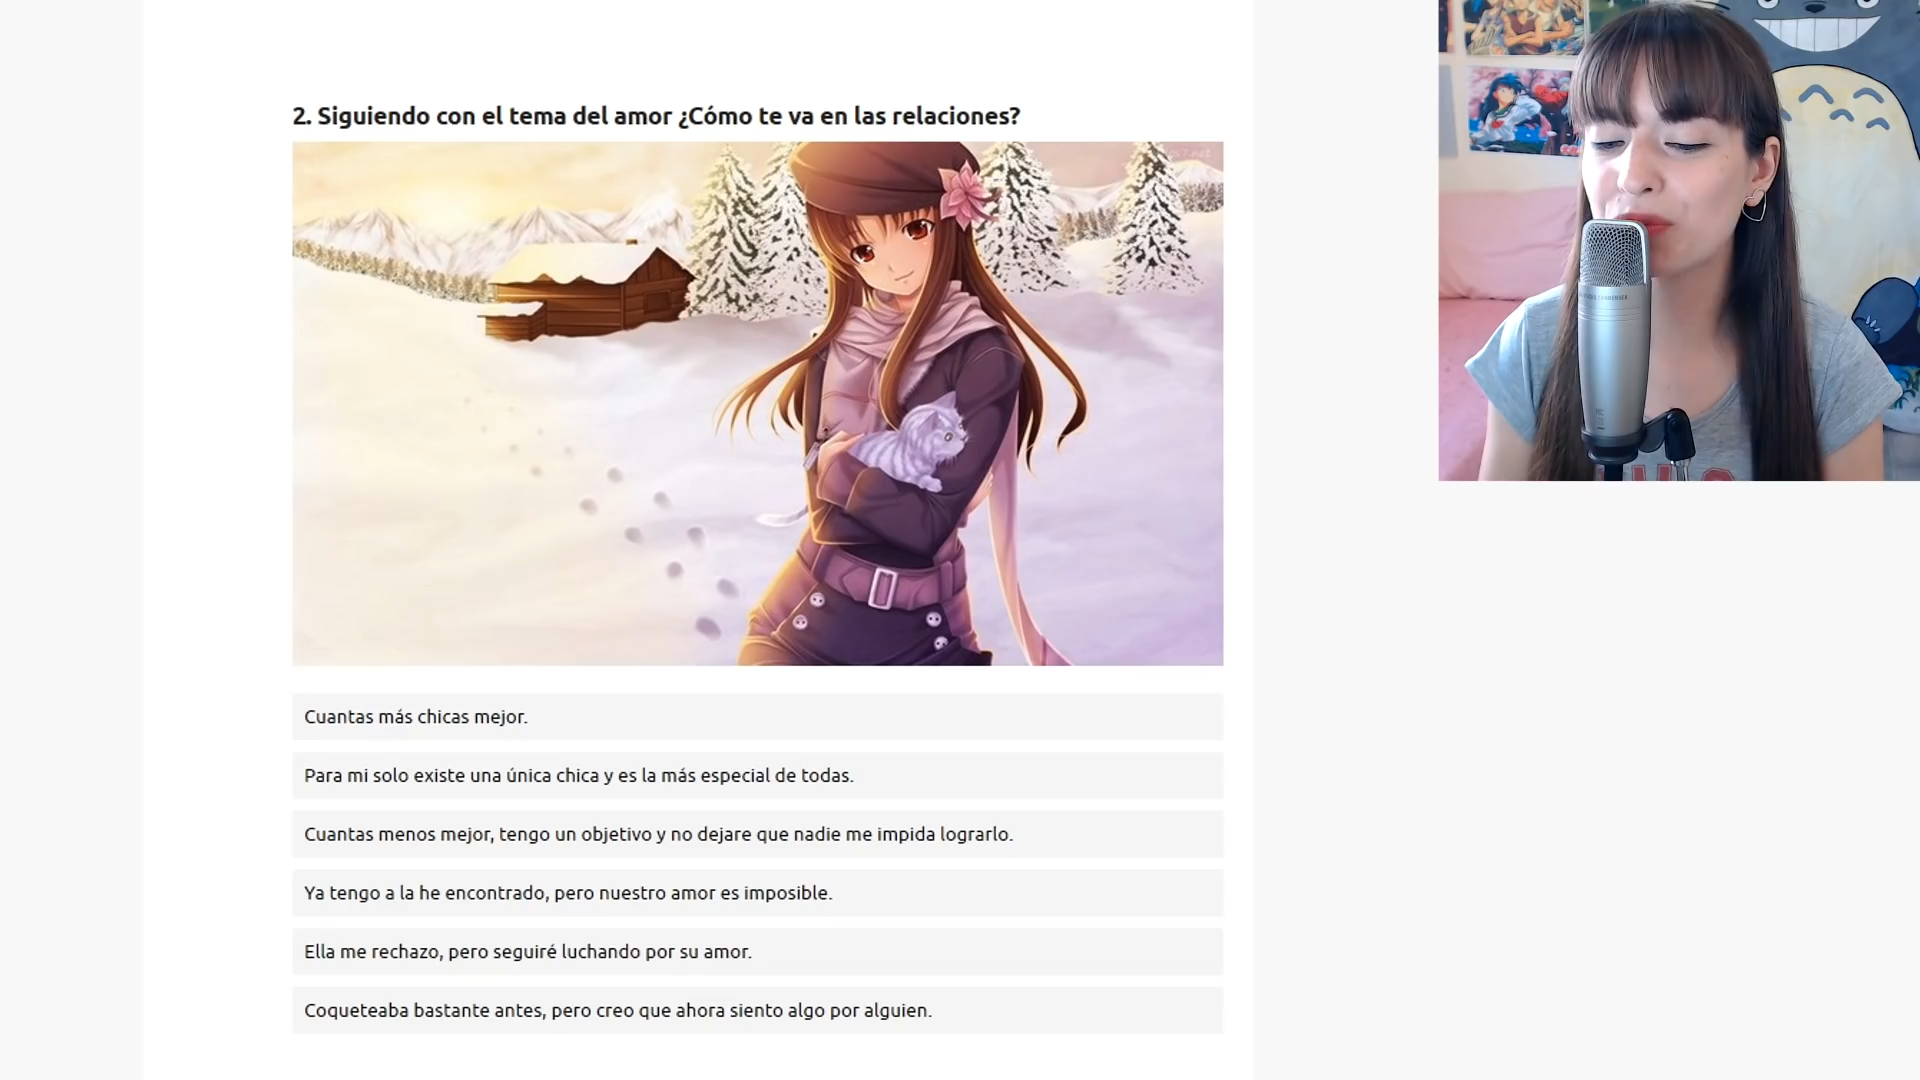 2. Siguiendo con el tema del amor ¿Cómo te va en las relaciones?
Cuantas más chicas mejor.
Para mi solo existe una única chica y es la más especial de todas.
Cuantas menos mejor, tengo un objetivo y no dejare que nadie me impida lograrlo.
Ya tengo a la he encontrado, pero nuestro amor es imposible.
Ella me rechazo, pero seguiré luchando por su amor.
Coqueteaba bastante antes, pero creo que ahora siento algo por alguien.